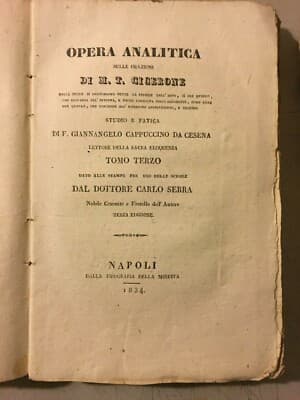 OPERA ANALITICA
SULLE ORAZIONI
DI M. T. CICERONE
STUDIO E FATICA
DI F. GIANNANGELO CAPPUCCINO DA CESENA
LETTORE DELLA SACRA ELOQUENZA
TOMO TERZO
DATO ALLE STAMPE PER USO DELLE SCUOLE
DAL DOTTORE CARLO SERRA
Nobile Cesenate e Fratello dell'Autore
TERZA EDIZIONE.
NAPOLI
DALLA TIPOGRAFIA DELLA MINERVA
1834.